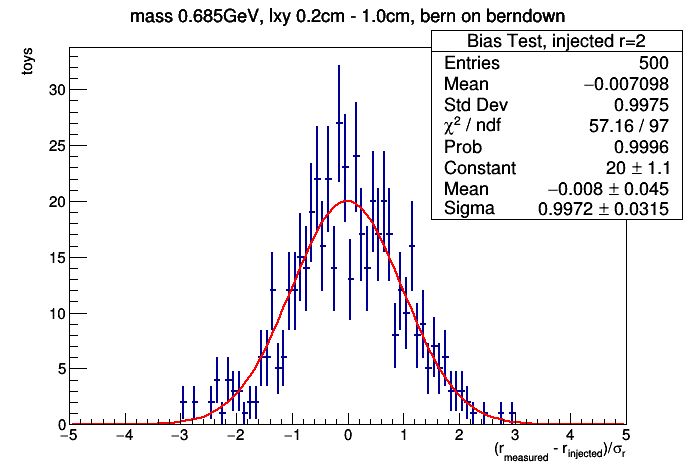 mass 0.685GeV, lxy 0.2cm - 1.0cm, bern on berndown
Bias Test, injected r=2
Entries 500
Mean −0.007098
Std Dev 0.9975
χ² / ndf 57.16 / 97
Prob 0.9996
Constant 20 ± 1.1
Mean −0.008 ± 0.045
Sigma 0.9972 ± 0.0315
toys
30
25
20
15
10
5
0
−5 −4 −3 −2 −1 0 1 2 3 4 5
(r_measured - r_injected)/σ_r